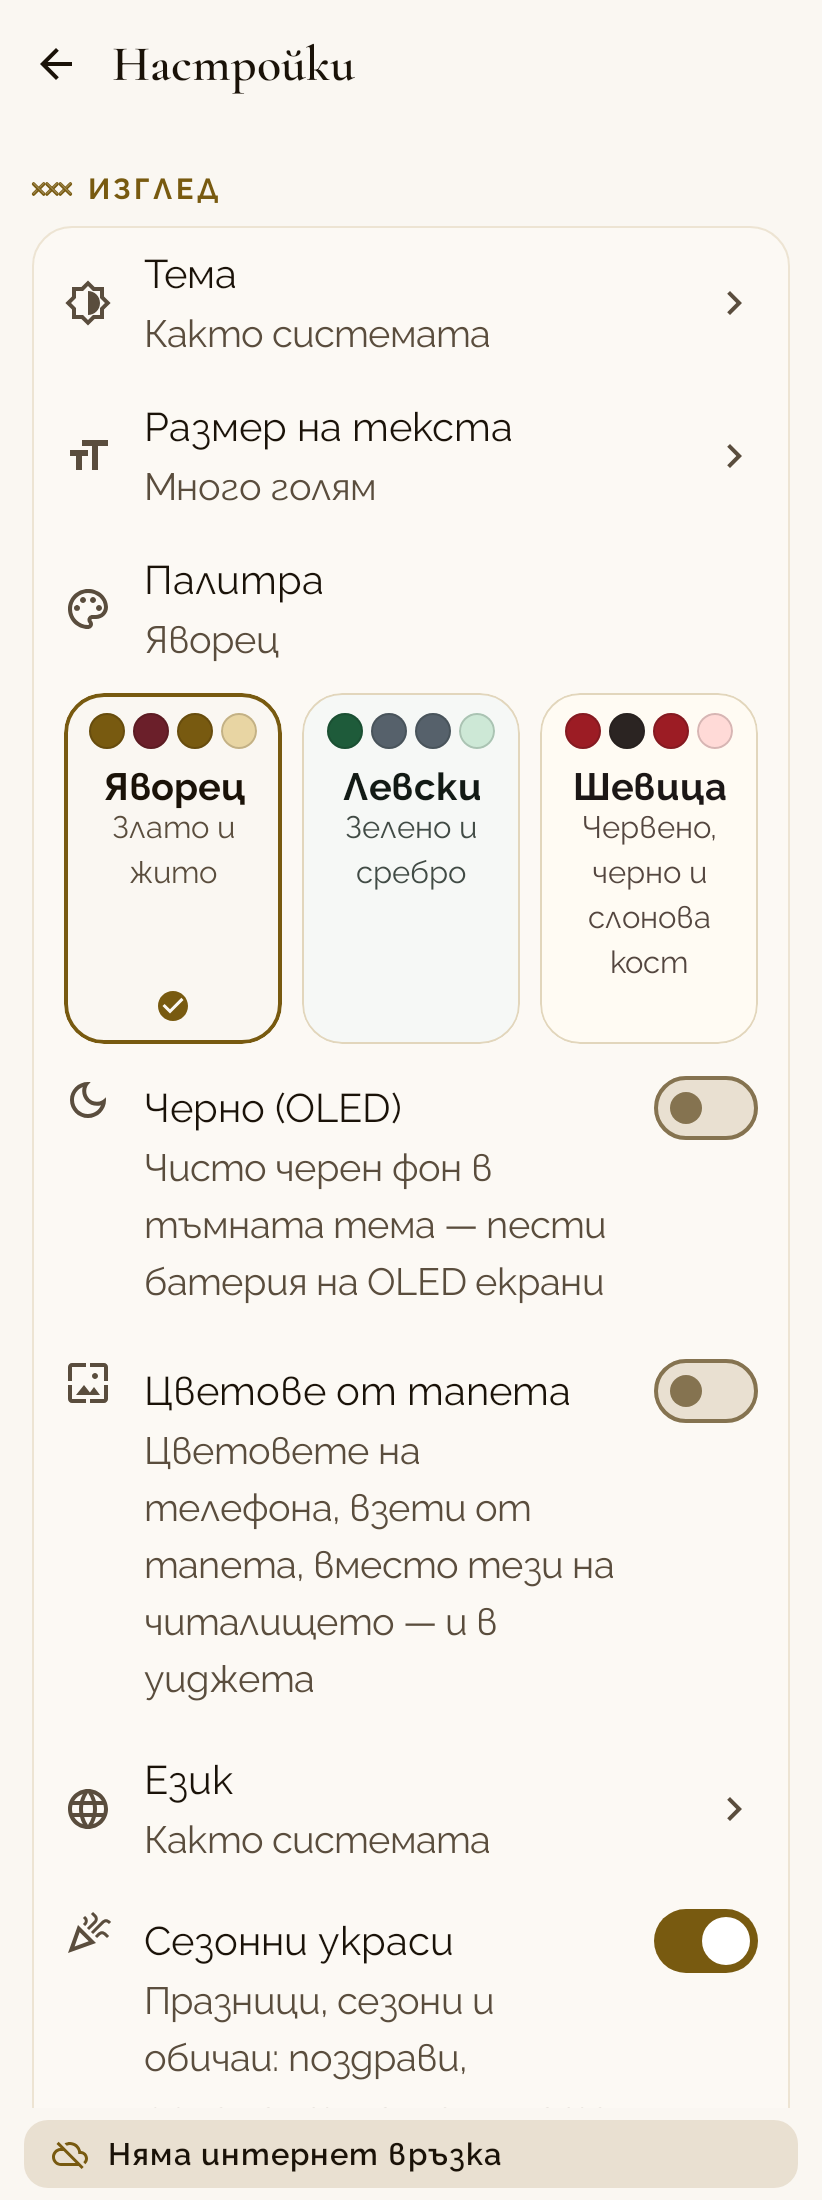 Настройки
ИЗГЛЕД
Тема
Както системата
Размер на текста
Много голям
Палитра
Яворец
Яворец
Злато и
жито
Левски
Зелено и
сребро
Шевица
Червено,
черно и
слонова
кост
Черно (OLED)
Чисто черен фон в
тъмната тема — пести
батерия на OLED екрани
Цветове от тапета
Цветовете на
телефона, взети от
тапета, вместо тези на
читалището — и в
уиджета
Език
Както системата
Сезонни украси
Празници, сезони и
обичаи: поздрави,
Няма интернет връзка